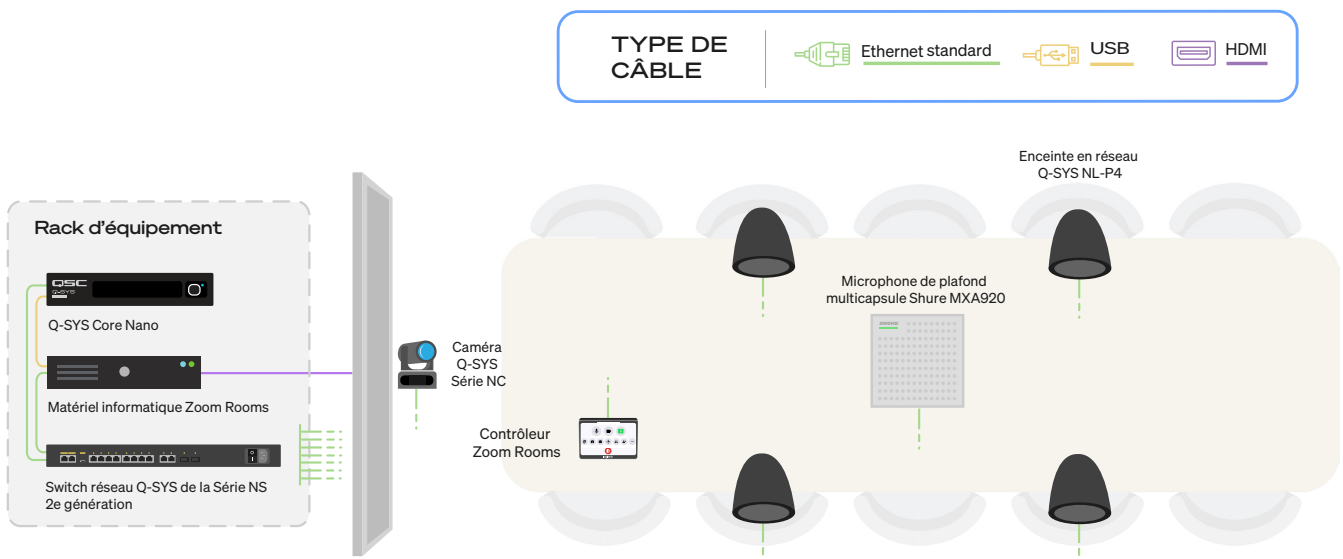 TYPE DE
CÂBLE
Ethernet standard
USB
HDMI
Enceinte en réseau
Q-SYS NL-P4
Rack d’équipement
QSC
Q-SYS
Q-SYS Core Nano
Microphone de plafond
multicapsule Shure MXA920
Caméra
Q-SYS
Série NC
Matériel informatique Zoom Rooms
Contrôleur
Zoom Rooms
Switch réseau Q-SYS de la Série NS
2e génération